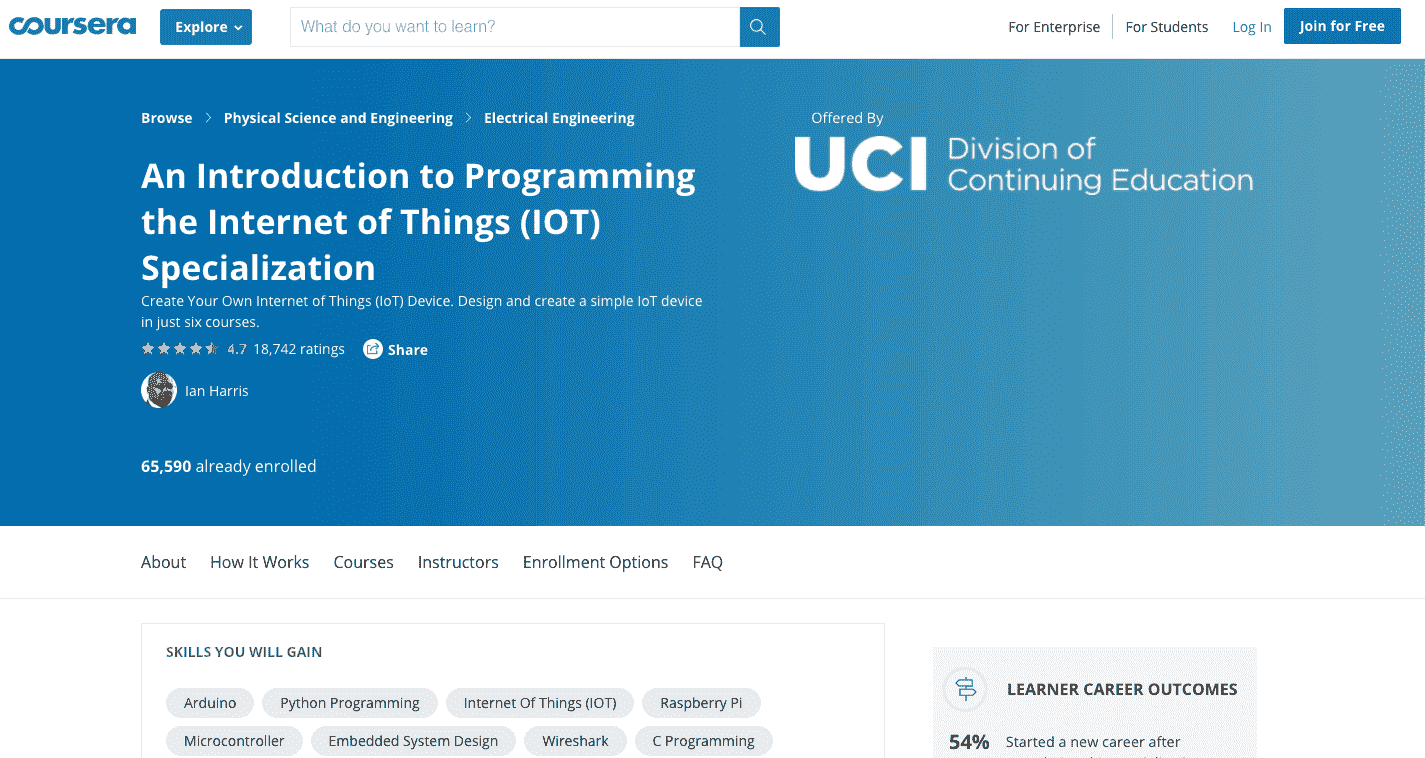 coursera
Explore
What do you want to learn?
For Enterprise
For Students
Log In
Join for Free
Browse > Physical Science and Engineering > Electrical Engineering
An Introduction to Programming
the Internet of Things (IOT)
Specialization
Create Your Own Internet of Things (IoT) Device. Design and create a simple IoT device
in just six courses.
4.7 18,742 ratings
Share
Ian Harris
65,590 already enrolled
Offered By
UCI Division of
Continuing Education
About How It Works Courses Instructors Enrollment Options FAQ
SKILLS YOU WILL GAIN
Arduino Python Programming Internet Of Things (IOT) Raspberry Pi
Microcontroller Embedded System Design Wireshark C Programming
LEARNER CAREER OUTCOMES
54% Started a new career after